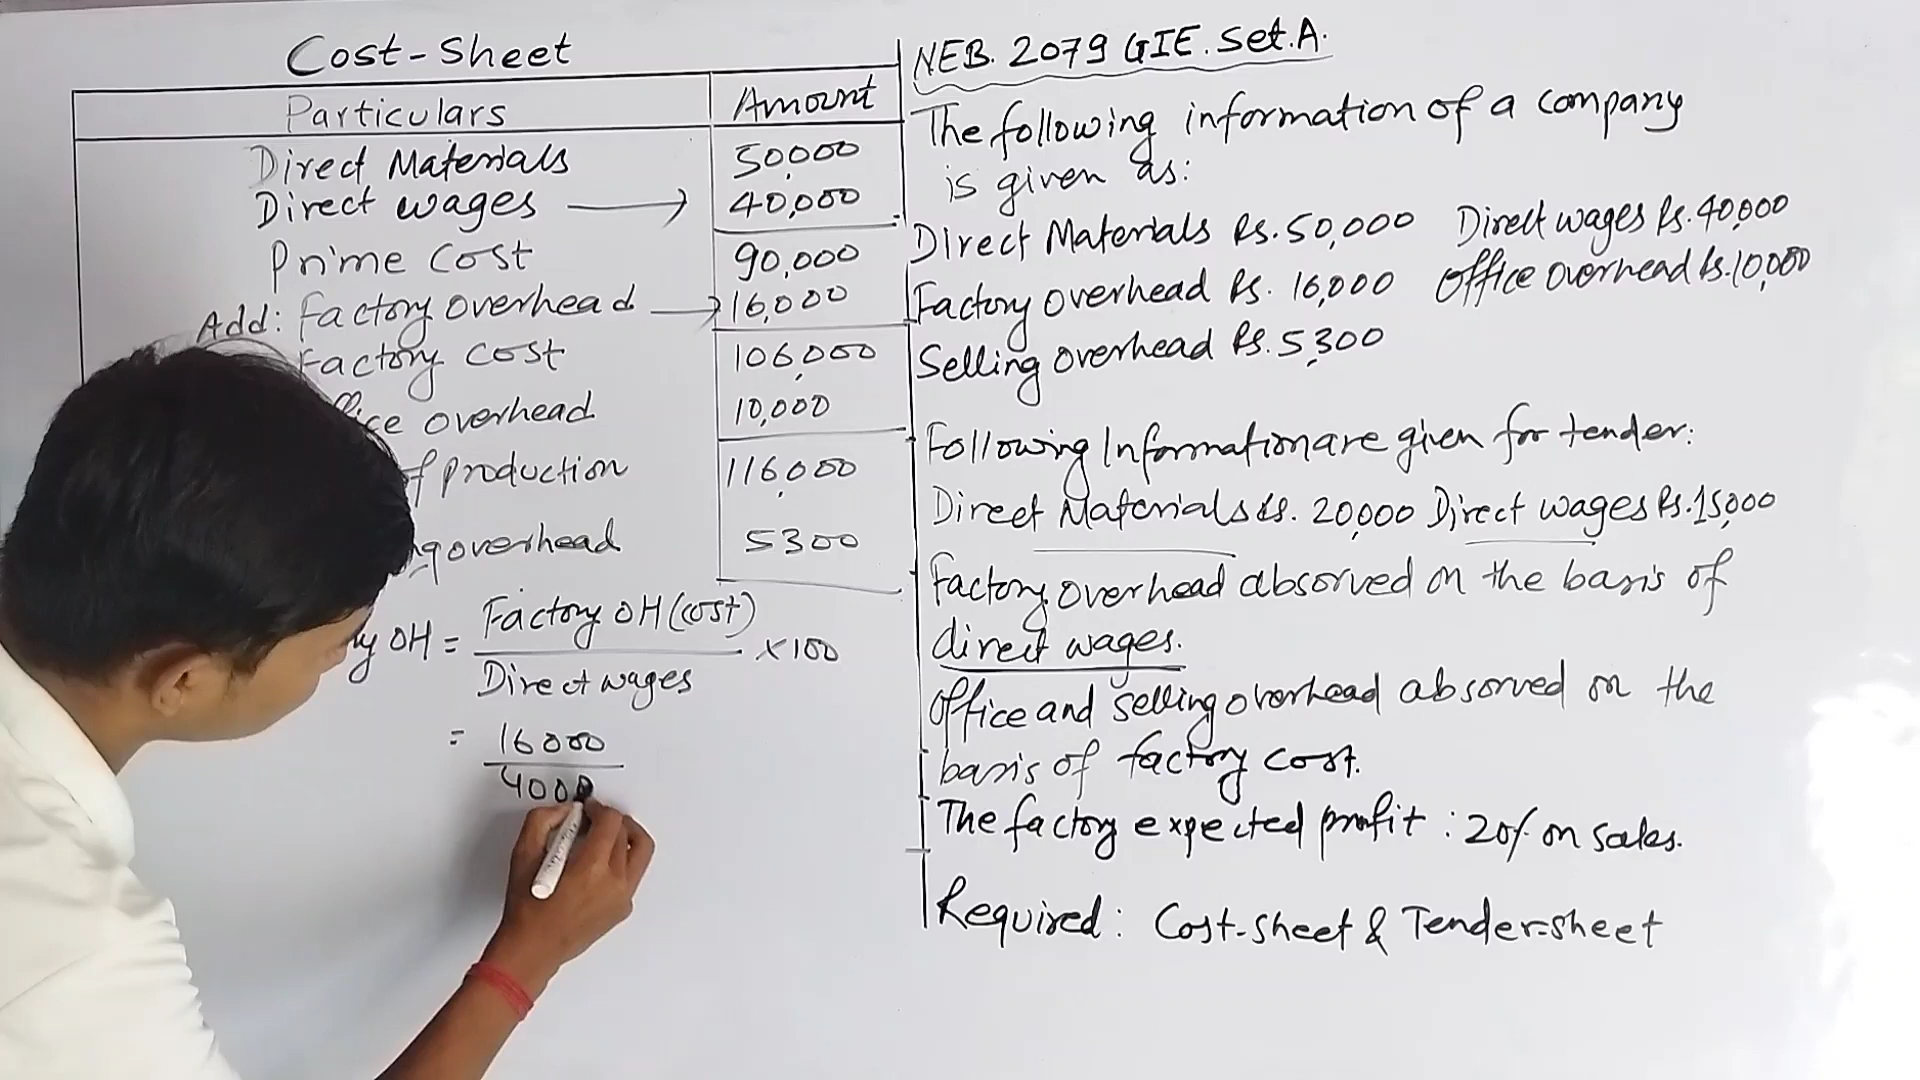 Cost-Sheet
Particulars Amount
Direct Materials 50,000
Direct wages 40,000
Prime Cost 90,000
Add: Factory overhead 16,000
Factory Cost 106,000
overhead 10,000
of production 116,000
overhead 5300
OH = Factory OH (cost) / Direct wages × 100
= 16000 / 4000
NEB. 2079 GIE. Set. A.
The following information of a company
is given as:
Direct Materials Rs. 50,000 Direct wages Rs. 40,000
Factory overhead Rs. 16,000 Office overhead Rs. 10,000
Selling overhead Rs. 5,300
Following Information are given for tender:
Direct Materials Rs. 20,000 Direct wages Rs. 15,000
Factory overhead absorved on the basis of
direct wages.
Office and selling overhead absorved on the
basis of factory cost.
The factory expected profit : 20% on sales.
Required: Cost-sheet & Tender-sheet